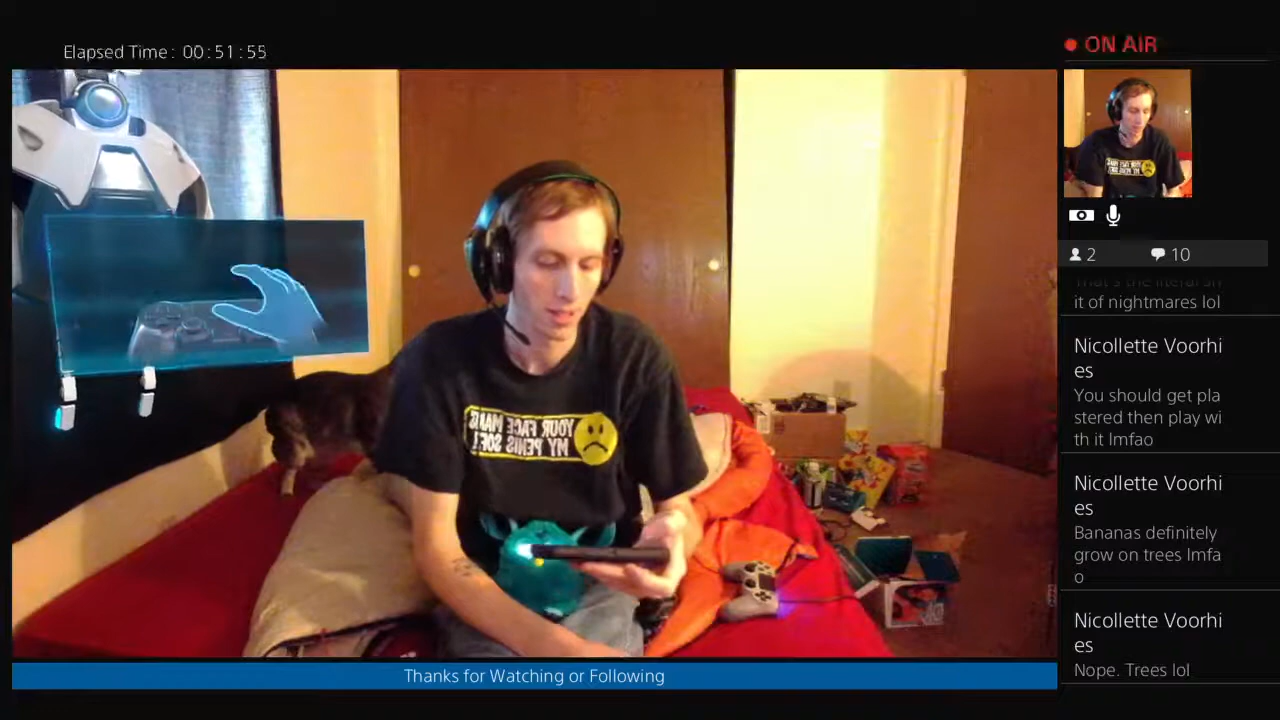 Elapsed Time: 00:51:55
ON AIR
2
10
it of nightmares lol
Nicollette Voorhi
es
You should get pla
stered then play wi
th it lmfao
Nicollette Voorhi
es
Bananas definitely
grow on trees lmfa
o
Nicollette Voorhi
es
Nope. Trees lol
YOUR FACE MAKES
MY PENIS SOFT
Thanks for Watching or Following